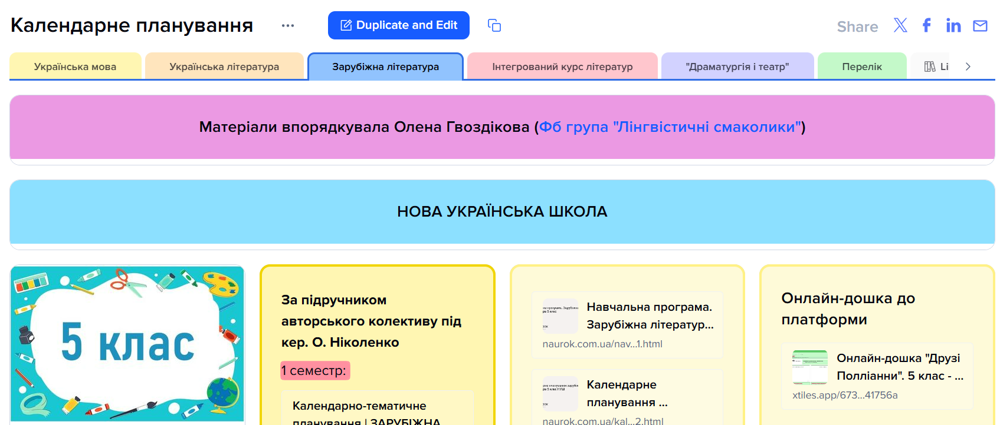 Календарне планування
Duplicate and Edit
Share
Українська мова
Українська література
Зарубіжна література
Інтегрований курс літератур
"Драматургія і театр"
Перелік
Li
Матеріали впорядкувала Олена Гвоздікова (Фб група "Лінгвістичні смаколики")
НОВА УКРАЇНСЬКА ШКОЛА
5 клас
За підручником
авторського колективу під
кер. О. Ніколенко
1 семестр:
Календарно-тематичне
планування | ЗАРУБІЖНА
Навчальна програма.
Зарубіжна літератур...
naurok.com.ua/nav...1.html
Календарне
планування ...
naurok.com.ua/kal...2.html
Онлайн-дошка до
платформи
Онлайн-дошка "Друзі
Полліанни". 5 клас - ...
xtiles.app/673...41756a